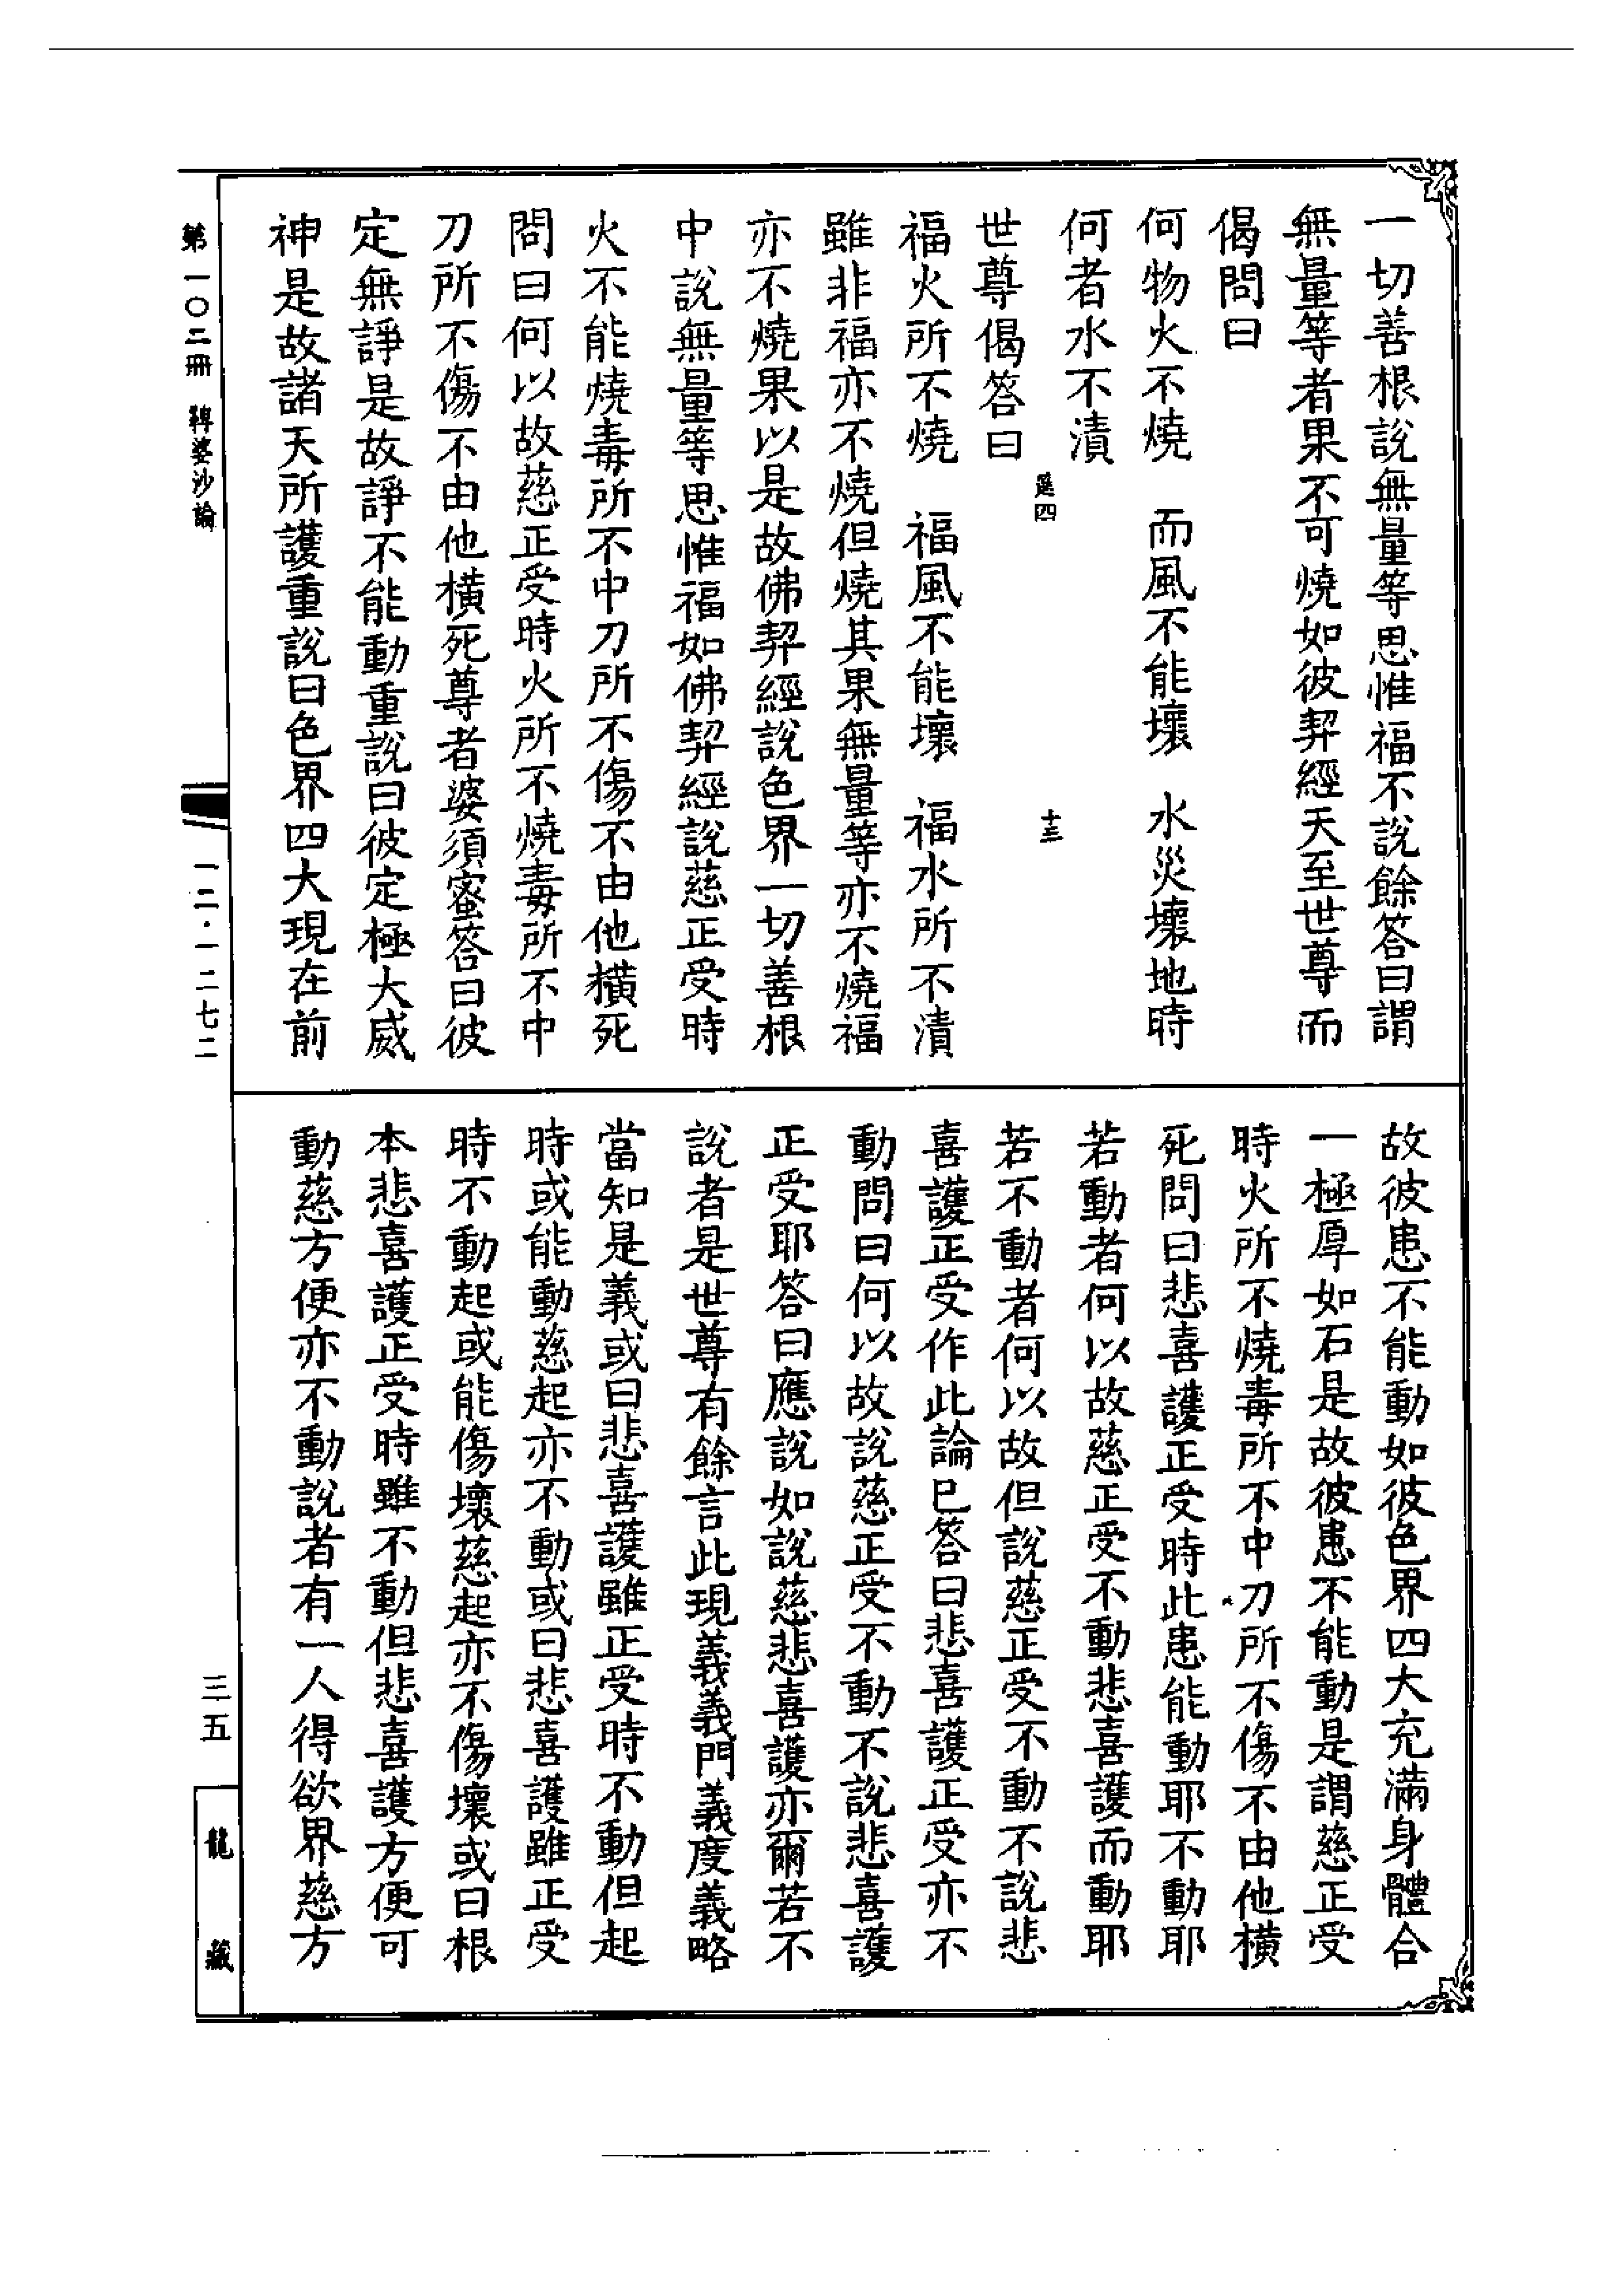 一切善根說無量等思惟福不說餘答曰謂
無量等者果不可燒如彼契經天至世尊而
偈問曰
何物火不燒　而風不能壞　水災壞地時
何者水不漬
筵四　十三
世尊偈答曰
福火所不燒　福風不能壞　福水所不漬
雖非福亦不燒但燒其果無量等亦不燒福
亦不燒果以是故佛契經說色界一切善根
中說無量等思惟福如佛契經說慈正受時
火不能燒毒所不中刀所不傷不由他橫死
問曰何以故慈正受時火所不燒毒所不中
刀所不傷不由他橫死尊者婆須蜜答曰彼
定無諍是故諍不能動重說曰彼定極大威
神是故諸天所護重說曰色界四大現在前
故彼患不能動如彼色界四大充滿身體合
一極厚如石是故彼患不能動是謂慈正受
時火所不燒毒所不中刀所不傷不由他橫
死問曰悲喜護正受時此患能動耶不動耶
若動者何以故慈正受不動悲喜護而動耶
若不動者何以故但說慈正受不動不說悲
喜護正受作此論已答曰悲喜護正受亦不
動問曰何以故說慈正受不動不說悲喜護
正受耶答曰應說如說慈悲喜護亦爾若不
說者是世尊有餘言此現義義門義度義略
當知是義或曰悲喜護雖正受時不動但起
時或能動慈起亦不動或曰悲喜護雖正受
時不動起或能傷壞慈起亦不傷壞或曰根
本悲喜護正受時雖不動但悲喜護方便可
動慈方便亦不動說者有一人得欲界慈方
第一〇二冊　鞞婆沙論
一二·一二七二
三五
龍藏